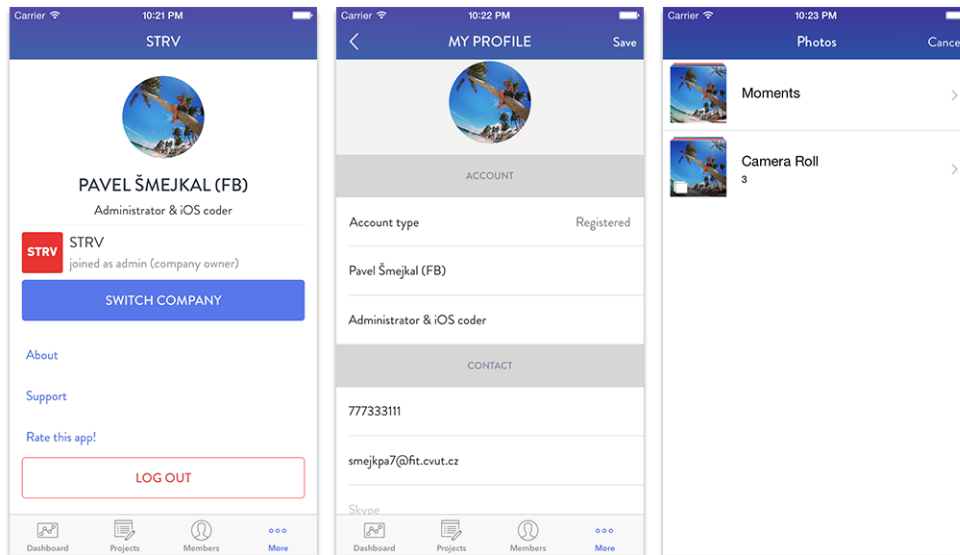 Carrier 10:21 PM
STRV
PAVEL ŠMEJKAL (FB)
Administrator & iOS coder
STRV
STRV
joined as admin (company owner)
SWITCH COMPANY
About
Support
Rate this app!
LOG OUT
Dashboard Projects Members More
Carrier 10:22 PM
MY PROFILE Save
ACCOUNT
Account type Registered
Pavel Šmejkal (FB)
Administrator & iOS coder
CONTACT
777333111
smejkpa7@fit.cvut.cz
Skype
Dashboard Projects Members More
Carrier 10:23 PM
Photos Cance
Moments
Camera Roll
3